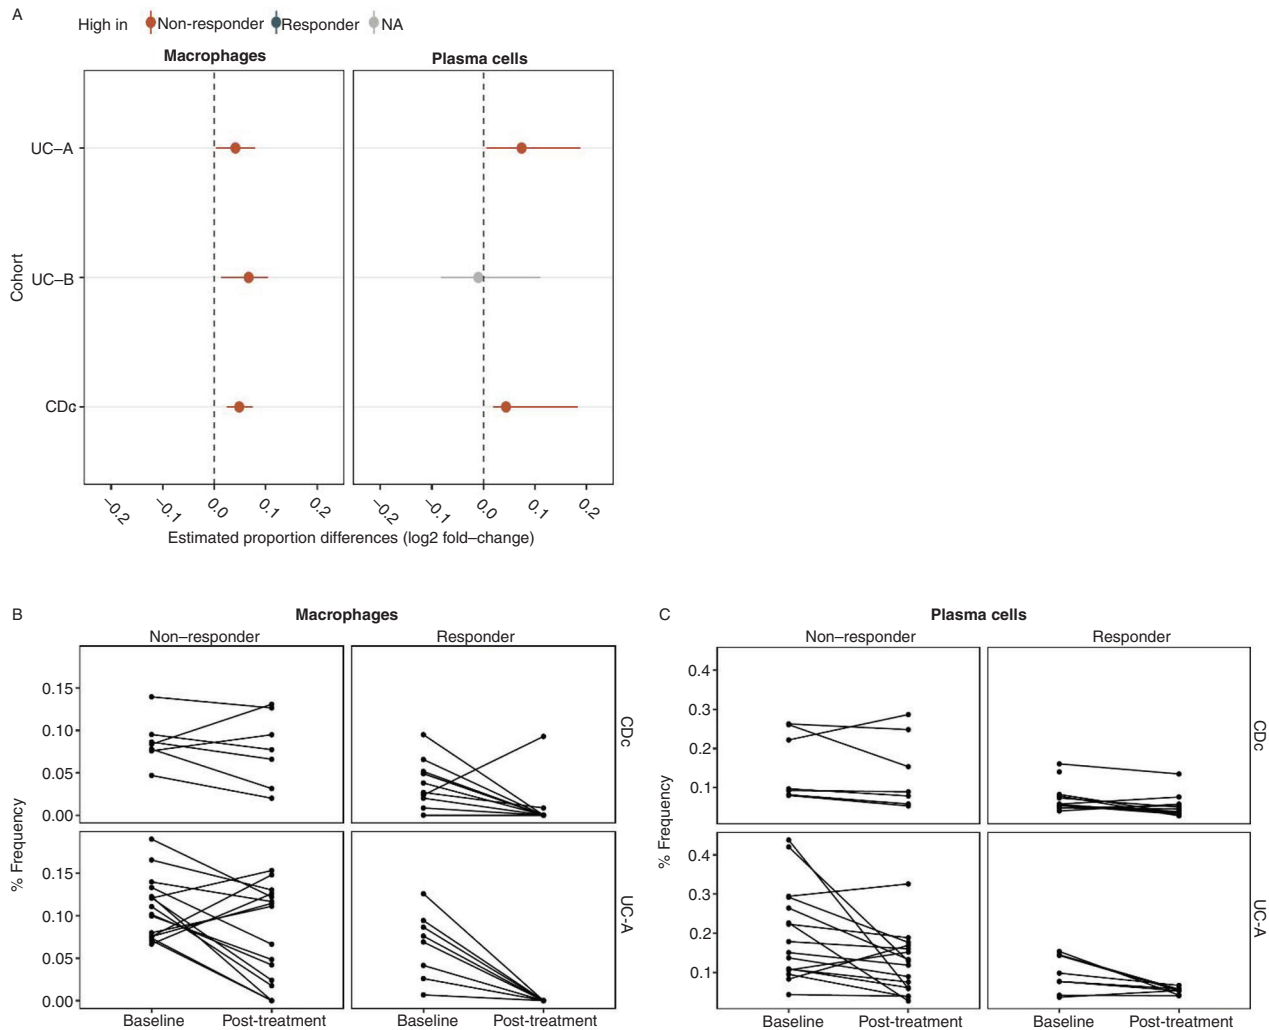 A
High in Non-responder Responder NA
Macrophages Plasma cells
UC–A
UC–B
CDc
Cohort
–0.2 –0.1 0.0 0.1 0.2 –0.2 –0.1 0.0 0.1 0.2
Estimated proportion differences (log2 fold–change)
B
Macrophages
Non–responder Responder
0.15
0.10
0.05
0.00
CDc
0.15
0.10
0.05
0.00
UC-A
% Frequency
Baseline Post-treatment Baseline Post-treatment
C
Plasma cells
Non–responder Responder
0.4
0.3
0.2
0.1
CDc
0.4
0.3
0.2
0.1
UC-A
% Frequency
Baseline Post-treatment Baseline Post-treatment